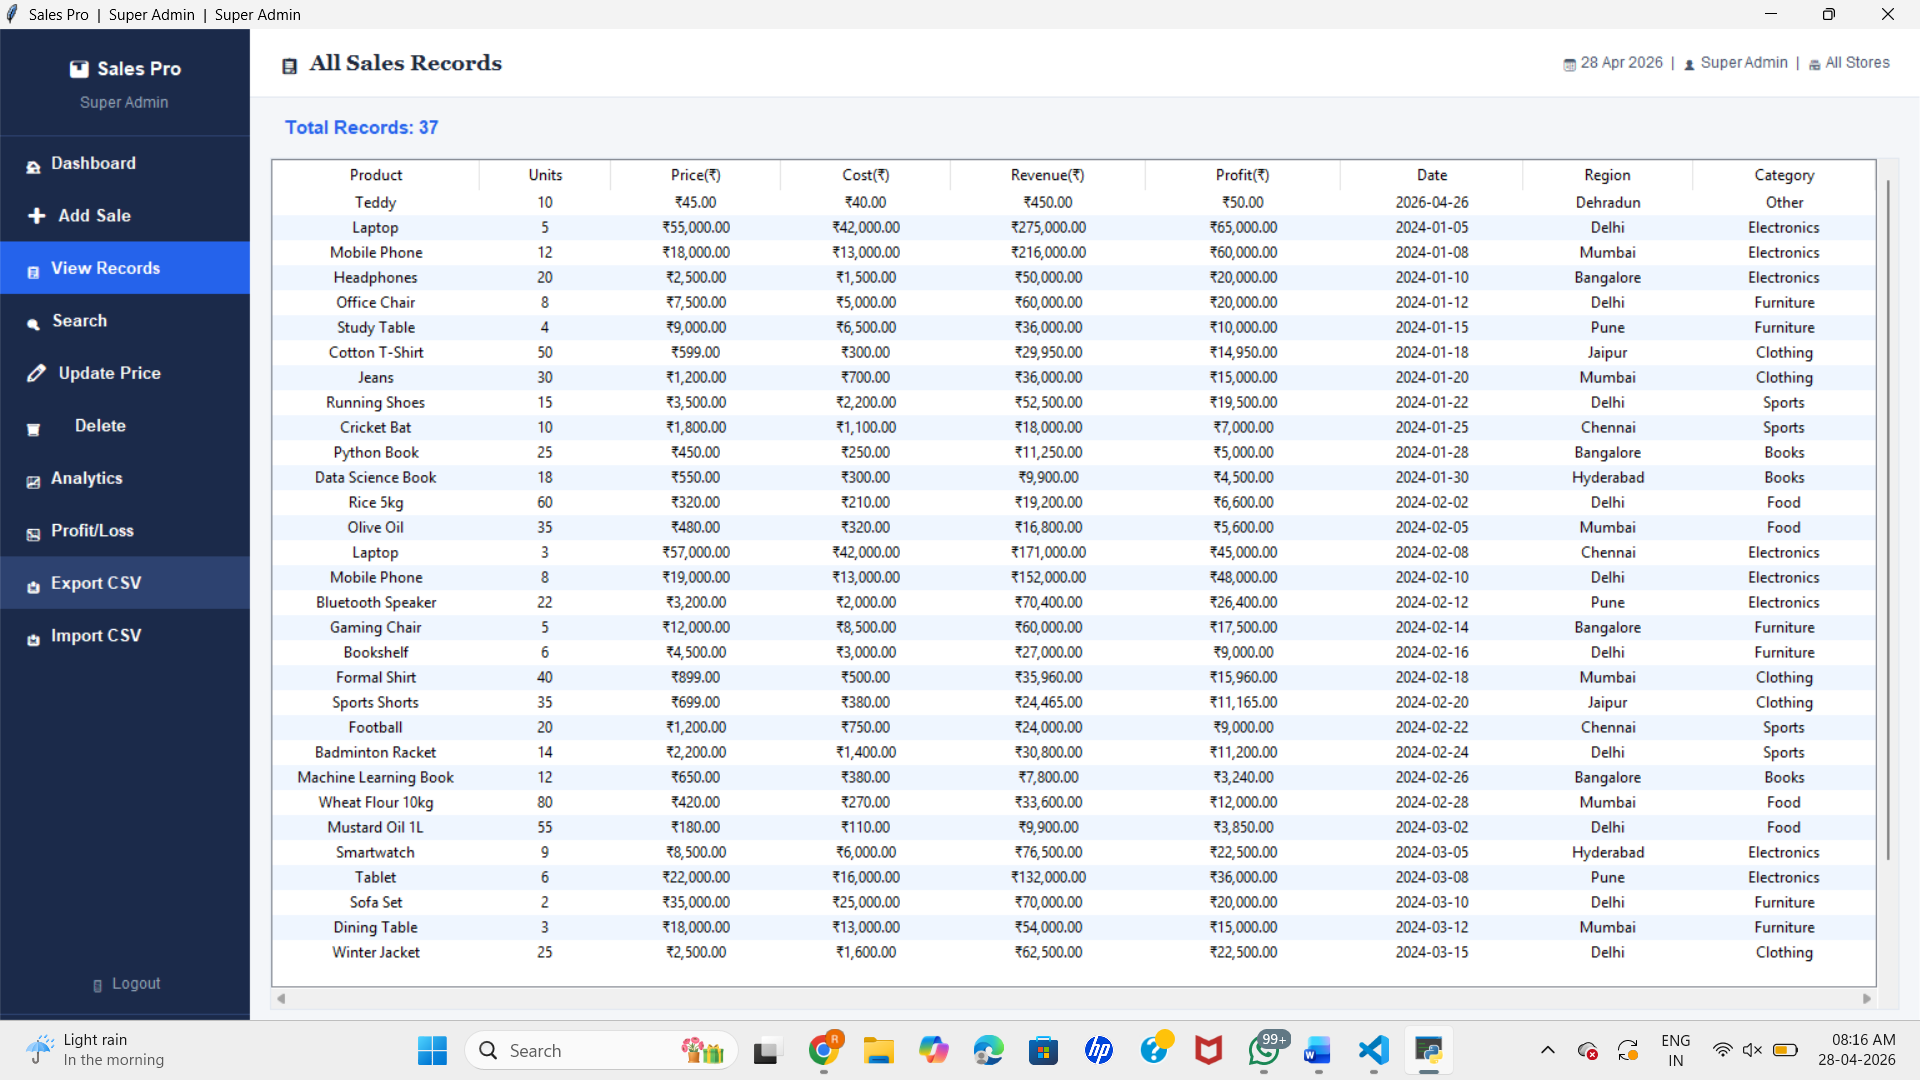 Sales Pro | Super Admin | Super Admin
Sales Pro
Super Admin
Dashboard
Add Sale
View Records
Search
Update Price
Delete
Analytics
Profit/Loss
Export CSV
Import CSV
Logout
All Sales Records
28 Apr 2026 | Super Admin | All Stores
Total Records: 37
Product Units Price(₹) Cost(₹) Revenue(₹) Profit(₹) Date Region Category
Teddy 10 ₹45.00 ₹40.00 ₹450.00 ₹50.00 2026-04-26 Dehradun Other
Laptop 5 ₹55,000.00 ₹42,000.00 ₹275,000.00 ₹65,000.00 2024-01-05 Delhi Electronics
Mobile Phone 12 ₹18,000.00 ₹13,000.00 ₹216,000.00 ₹60,000.00 2024-01-08 Mumbai Electronics
Headphones 20 ₹2,500.00 ₹1,500.00 ₹50,000.00 ₹20,000.00 2024-01-10 Bangalore Electronics
Office Chair 8 ₹7,500.00 ₹5,000.00 ₹60,000.00 ₹20,000.00 2024-01-12 Delhi Furniture
Study Table 4 ₹9,000.00 ₹6,500.00 ₹36,000.00 ₹10,000.00 2024-01-15 Pune Furniture
Cotton T-Shirt 50 ₹599.00 ₹300.00 ₹29,950.00 ₹14,950.00 2024-01-18 Jaipur Clothing
Jeans 30 ₹1,200.00 ₹700.00 ₹36,000.00 ₹15,000.00 2024-01-20 Mumbai Clothing
Running Shoes 15 ₹3,500.00 ₹2,200.00 ₹52,500.00 ₹19,500.00 2024-01-22 Delhi Sports
Cricket Bat 10 ₹1,800.00 ₹1,100.00 ₹18,000.00 ₹7,000.00 2024-01-25 Chennai Sports
Python Book 25 ₹450.00 ₹250.00 ₹11,250.00 ₹5,000.00 2024-01-28 Bangalore Books
Data Science Book 18 ₹550.00 ₹300.00 ₹9,900.00 ₹4,500.00 2024-01-30 Hyderabad Books
Rice 5kg 60 ₹320.00 ₹210.00 ₹19,200.00 ₹6,600.00 2024-02-02 Delhi Food
Olive Oil 35 ₹480.00 ₹320.00 ₹16,800.00 ₹5,600.00 2024-02-05 Mumbai Food
Laptop 3 ₹57,000.00 ₹42,000.00 ₹171,000.00 ₹45,000.00 2024-02-08 Chennai Electronics
Mobile Phone 8 ₹19,000.00 ₹13,000.00 ₹152,000.00 ₹48,000.00 2024-02-10 Delhi Electronics
Bluetooth Speaker 22 ₹3,200.00 ₹2,000.00 ₹70,400.00 ₹26,400.00 2024-02-12 Pune Electronics
Gaming Chair 5 ₹12,000.00 ₹8,500.00 ₹60,000.00 ₹17,500.00 2024-02-14 Bangalore Furniture
Bookshelf 6 ₹4,500.00 ₹3,000.00 ₹27,000.00 ₹9,000.00 2024-02-16 Delhi Furniture
Formal Shirt 40 ₹899.00 ₹500.00 ₹35,960.00 ₹15,960.00 2024-02-18 Mumbai Clothing
Sports Shorts 35 ₹699.00 ₹380.00 ₹24,465.00 ₹11,165.00 2024-02-20 Jaipur Clothing
Football 20 ₹1,200.00 ₹750.00 ₹24,000.00 ₹9,000.00 2024-02-22 Chennai Sports
Badminton Racket 14 ₹2,200.00 ₹1,400.00 ₹30,800.00 ₹11,200.00 2024-02-24 Delhi Sports
Machine Learning Book 12 ₹650.00 ₹380.00 ₹7,800.00 ₹3,240.00 2024-02-26 Bangalore Books
Wheat Flour 10kg 80 ₹420.00 ₹270.00 ₹33,600.00 ₹12,000.00 2024-02-28 Mumbai Food
Mustard Oil 1L 55 ₹180.00 ₹110.00 ₹9,900.00 ₹3,850.00 2024-03-02 Delhi Food
Smartwatch 9 ₹8,500.00 ₹6,000.00 ₹76,500.00 ₹22,500.00 2024-03-05 Hyderabad Electronics
Tablet 6 ₹22,000.00 ₹16,000.00 ₹132,000.00 ₹36,000.00 2024-03-08 Pune Electronics
Sofa Set 2 ₹35,000.00 ₹25,000.00 ₹70,000.00 ₹20,000.00 2024-03-10 Delhi Furniture
Dining Table 3 ₹18,000.00 ₹13,000.00 ₹54,000.00 ₹15,000.00 2024-03-12 Mumbai Furniture
Winter Jacket 25 ₹2,500.00 ₹1,600.00 ₹62,500.00 ₹22,500.00 2024-03-15 Delhi Clothing
Light rain
In the morning
Search
R
hp
99+
W
ENG
IN
08:16 AM
28-04-2026